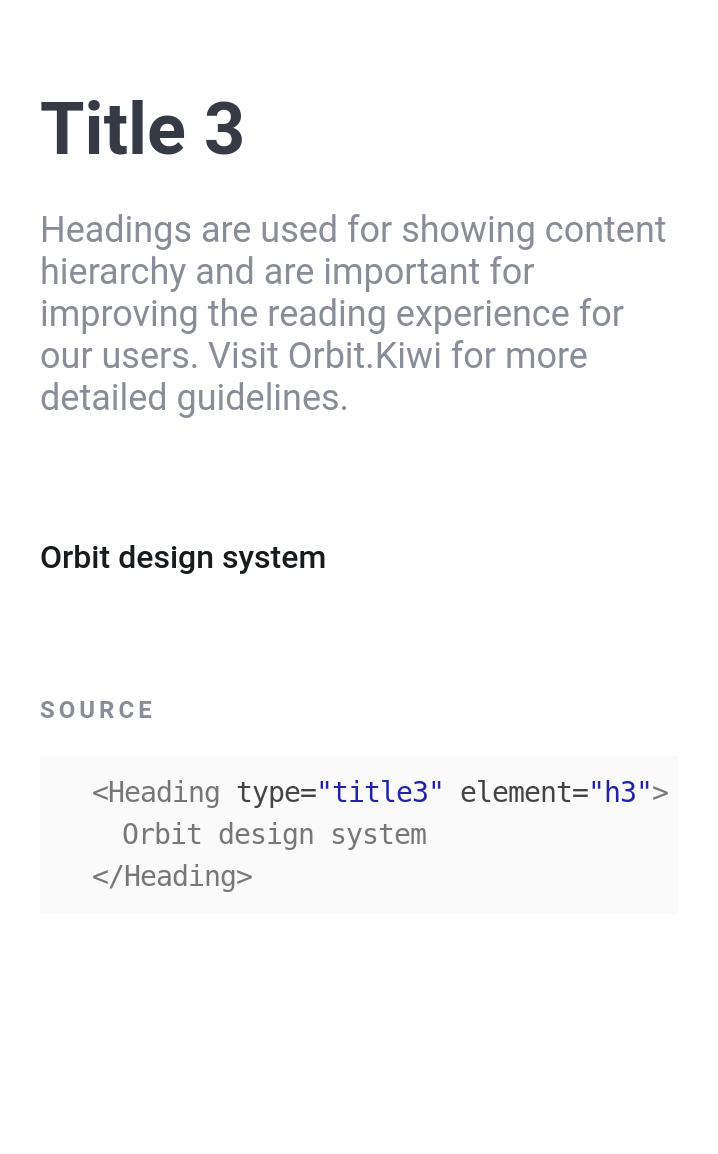 Title 3
Headings are used for showing content
hierarchy and are important for
improving the reading experience for
our users. Visit Orbit.Kiwi for more
detailed guidelines.
Orbit design system
SOURCE
<Heading type="title3" element="h3">
  Orbit design system
</Heading>